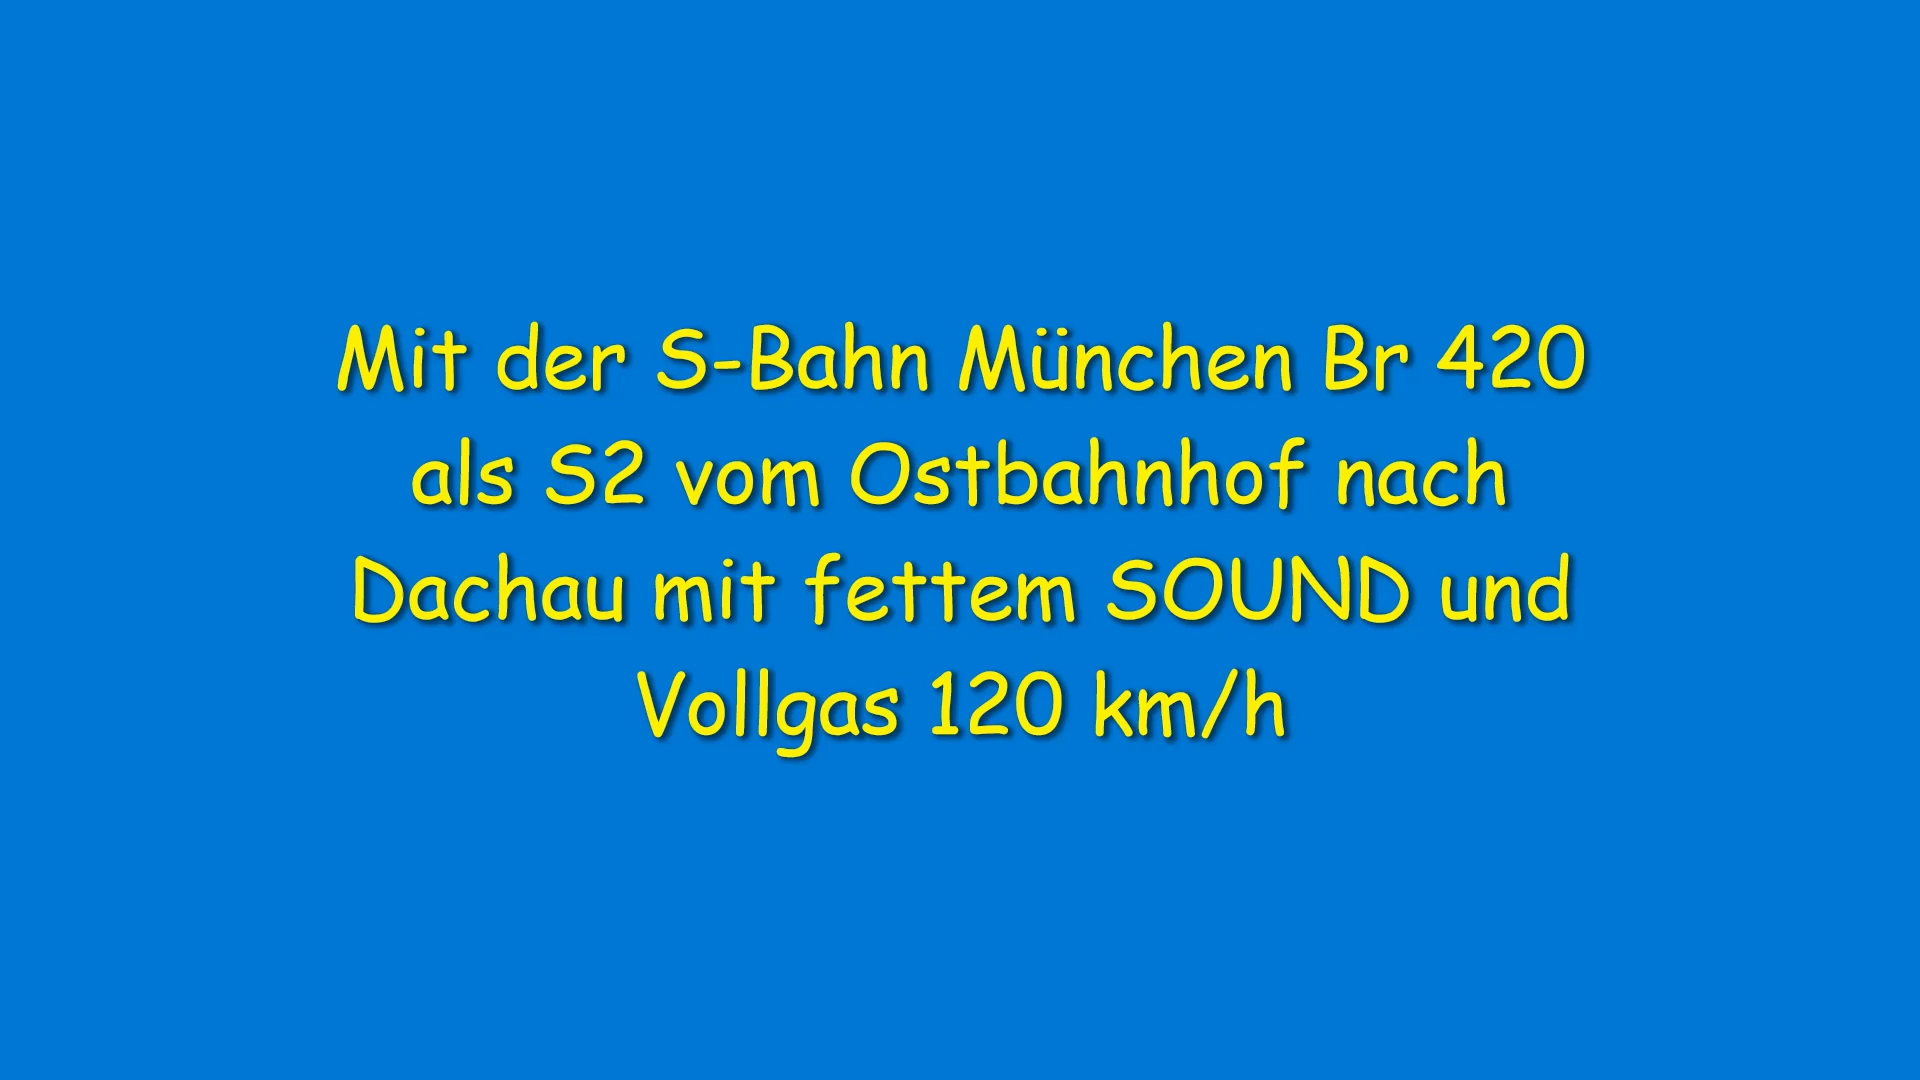 Mit der S-Bahn München Br 420
als S2 vom Ostbahnhof nach
Dachau mit fettem SOUND und
Vollgas 120 km/h